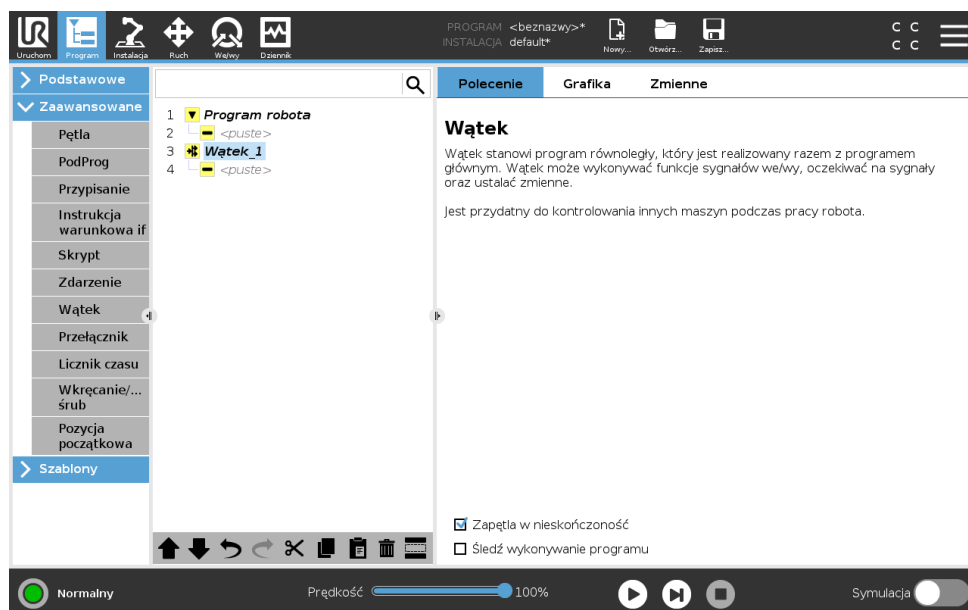 PROGRAM <beznazwy>*
INSTALACJA default*
Uruchom
Program
Instalacja
Ruch
We/wy
Dziennik
Nowy...
Otwórz...
Zapisz...
C C
C C
Podstawowe
Zaawansowane
Pętla
PodProg
Przypisanie
Instrukcja
warunkowa if
Skrypt
Zdarzenie
Wątek
Przełącznik
Licznik czasu
Wkręcanie/...
śrub
Pozycja
początkowa
Szablony
1 Program robota
2 <puste>
3 Wątek_1
4 <puste>
Polecenie
Grafika
Zmienne
Wątek
Wątek stanowi program równoległy, który jest realizowany razem z programem
głównym. Wątek może wykonywać funkcje sygnałów we/wy, oczekiwać na sygnały
oraz ustalać zmienne.
Jest przydatny do kontrolowania innych maszyn podczas pracy robota.
Zapętla w nieskończoność
Śledź wykonywanie programu
Normalny
Prędkość
100%
Symulacja